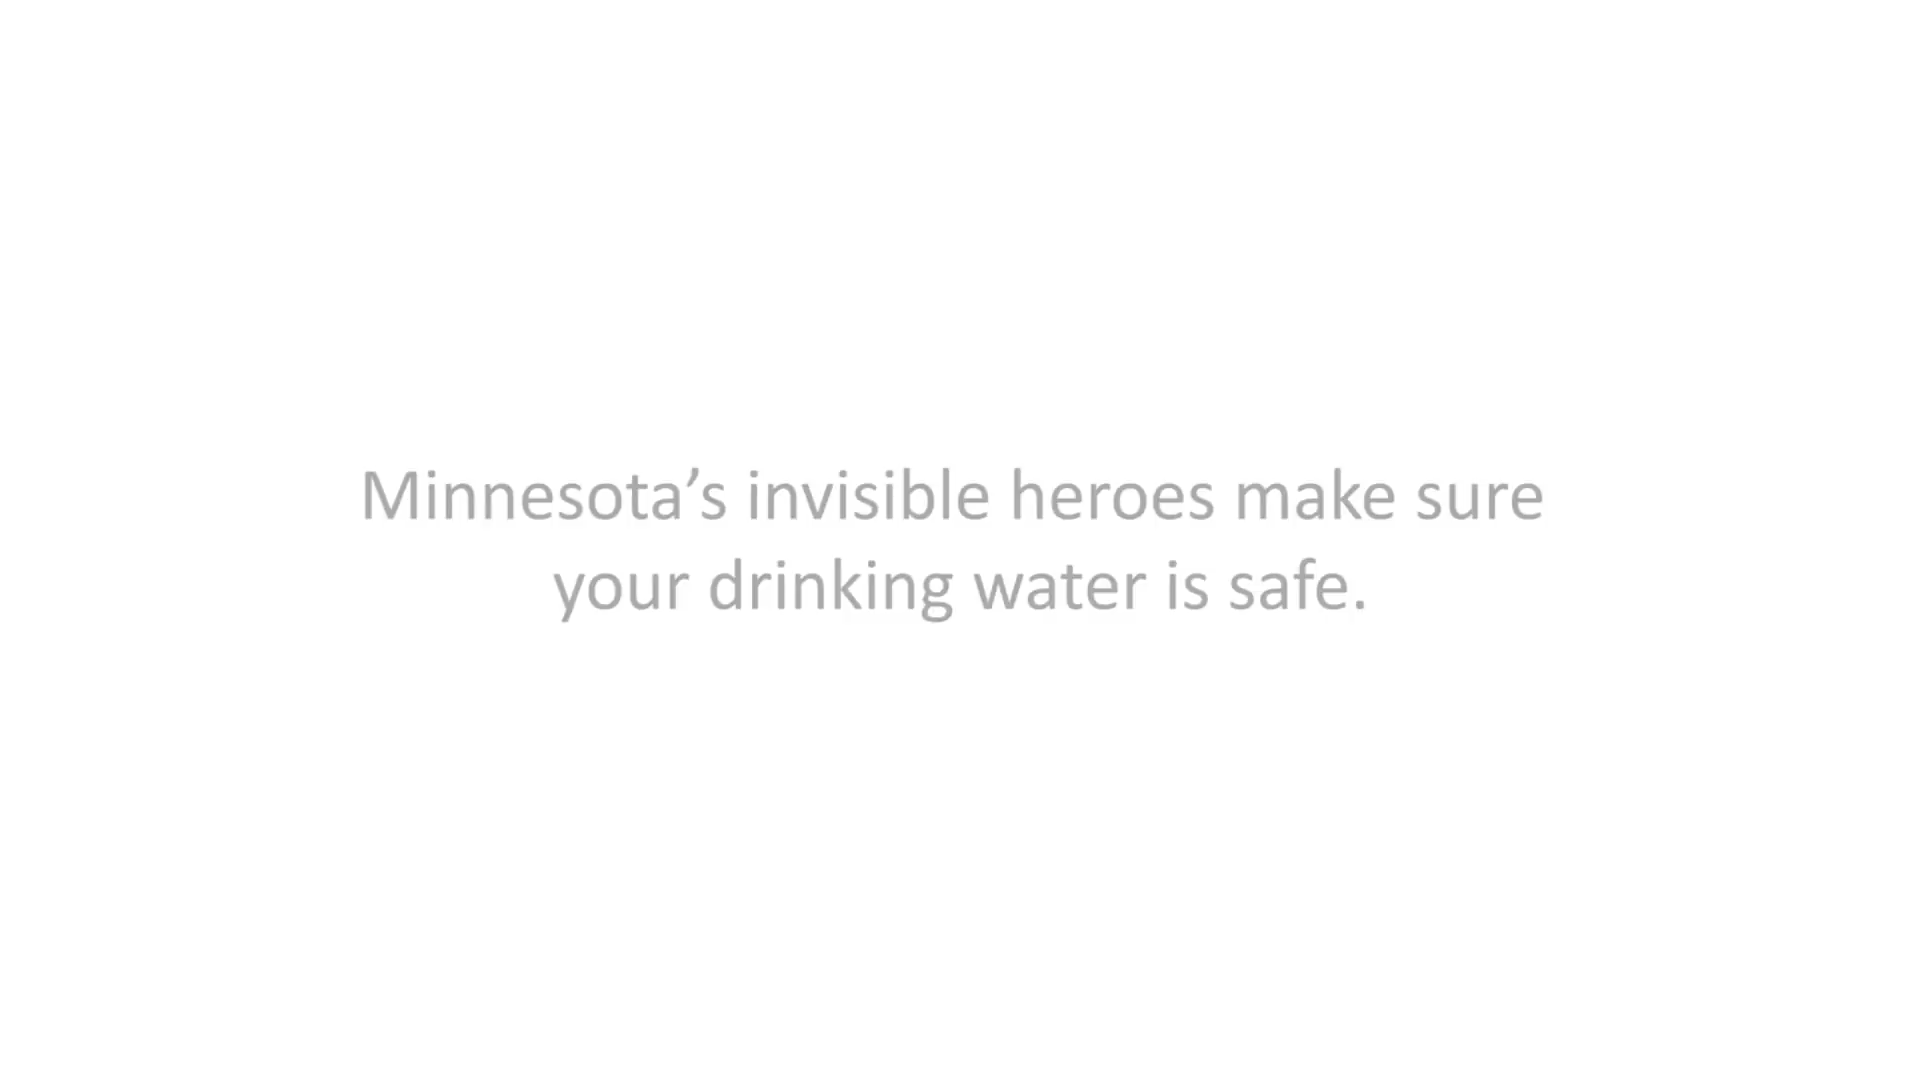 Minnesota’s invisible heroes make sure
your drinking water is safe.